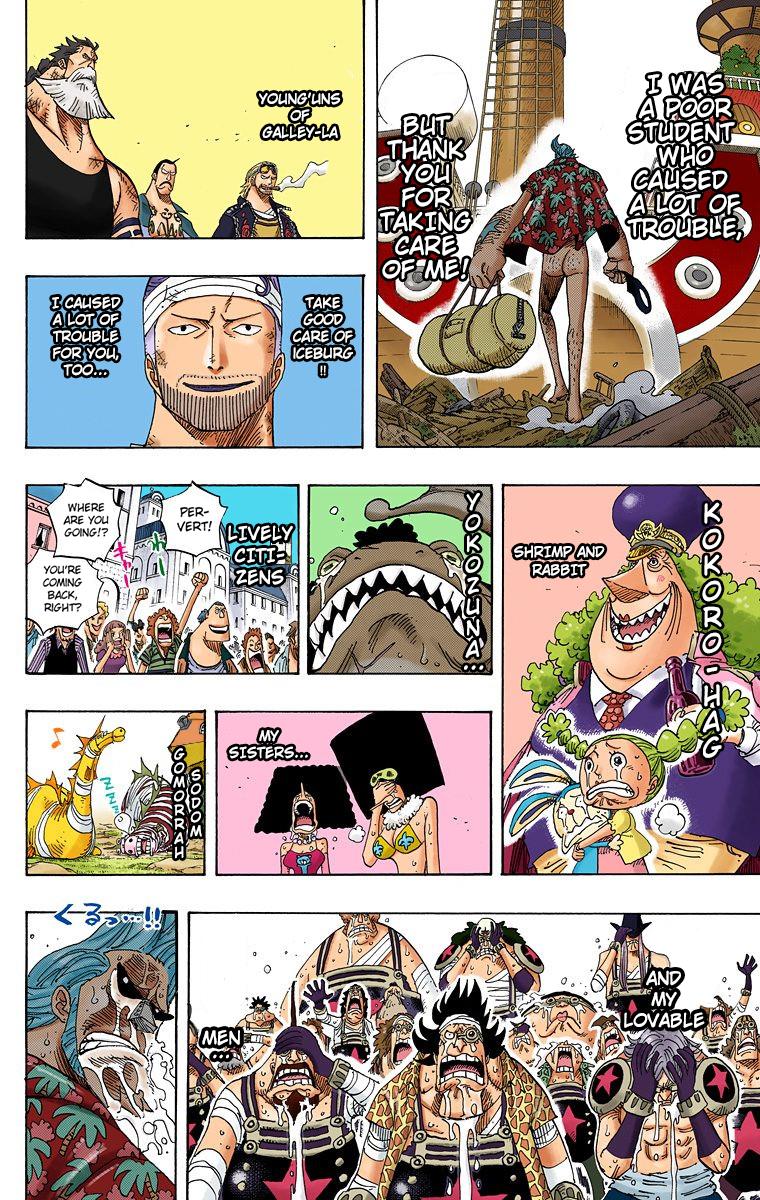 I WAS
A POOR
STUDENT
WHO
CAUSED
A LOT OF
TROUBLE,
BUT
THANK
YOU
FOR
TAKING
CARE
OF ME!
YOUNG'UNS
OF
GALLEY-LA
TAKE
GOOD
CARE OF
ICEBURG
!!
I CAUSED
A LOT OF
TROUBLE
FOR YOU,
TOO...
KOKORO-HAG
SHRIMP AND
RABBIT
YOKOZUNA...
LIVELY
CITI-
ZENS
PER-
VERT!
WHERE
ARE YOU
GOING!?
YOU'RE
COMING
BACK,
RIGHT?
MY
SISTERS...
SODOM
GOMORRAH
ZZZZ
くるっ…!!
AND
MY
LOVABLE
MEN
...